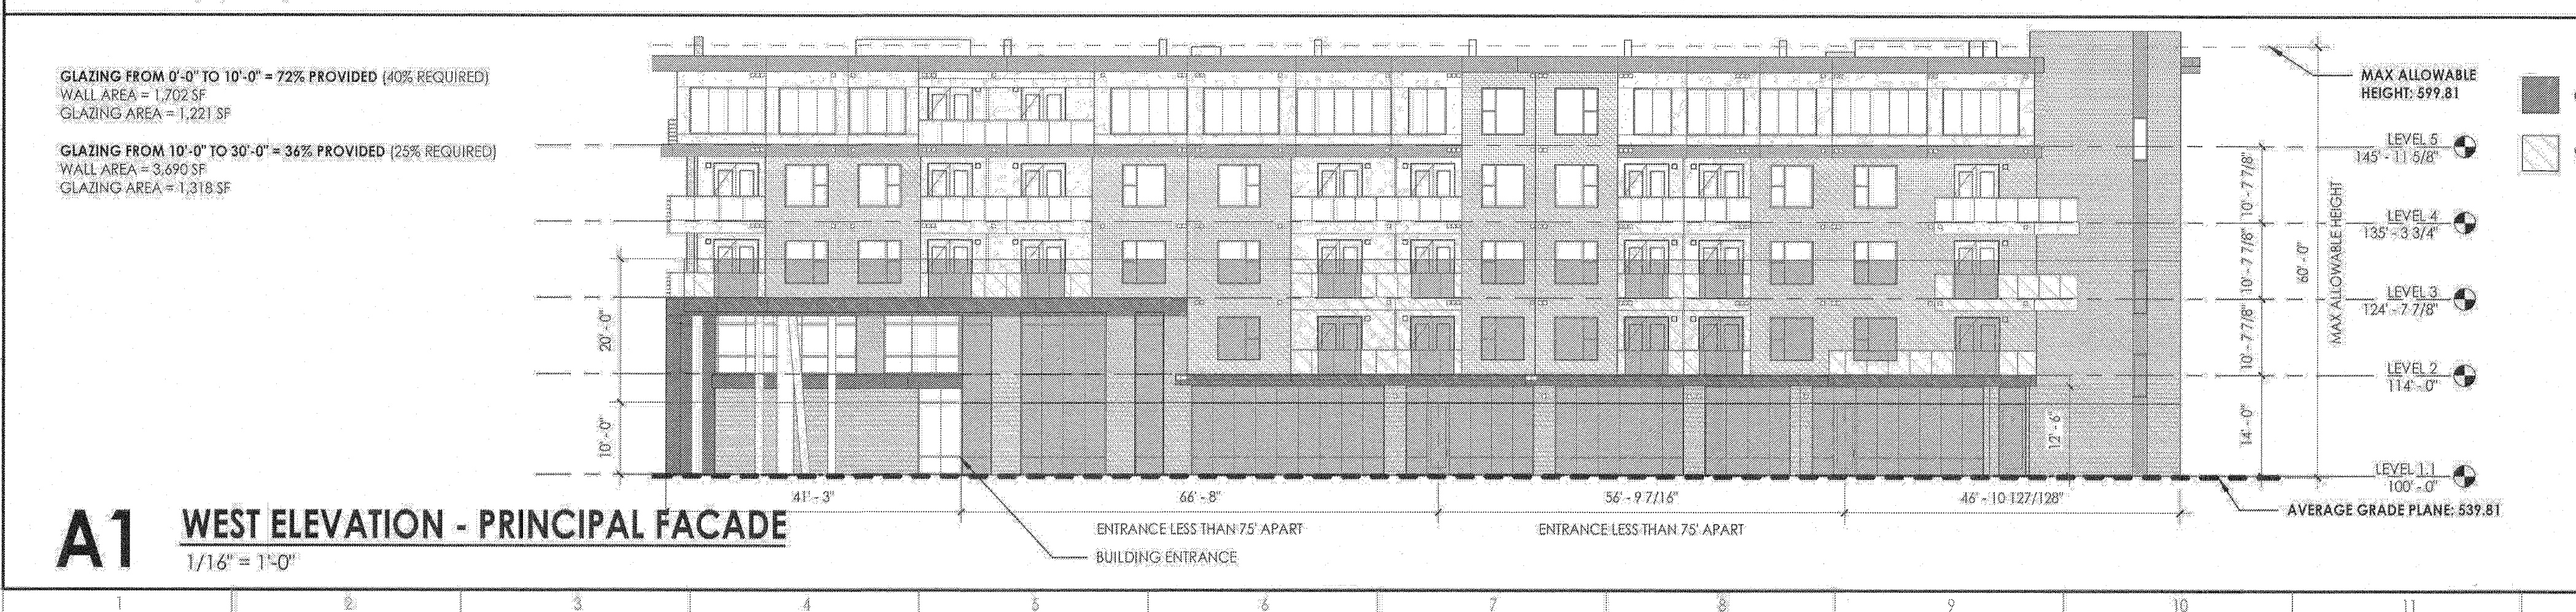 GLAZING FROM 0'-0" TO 10'-0" = 72% PROVIDED (40% REQUIRED)
WALL AREA = 1,702 SF
GLAZING AREA = 1,221 SF
GLAZING FROM 10'-0" TO 30'-0" = 36% PROVIDED (25% REQUIRED)
WALL AREA = 3,690 SF
GLAZING AREA = 1,318 SF
20' - 0"
10' - 0"
MAX ALLOWABLE
HEIGHT: 599.81
LEVEL 5
145' - 11 5/8"
10' - 7 7/8"
LEVEL 4
135' - 3 3/4"
10' - 7 7/8"
LEVEL 3
124' - 7 7/8"
10' - 7 7/8"
LEVEL 2
114' - 0"
14' - 0"
12' - 6"
60' - 0"
MAX ALLOWABLE HEIGHT
LEVEL 1.1
100' - 0"
AVERAGE GRADE PLANE: 539.81
41' - 3"
66' - 8"
56' - 9 7/16"
46' - 10 127/128"
ENTRANCE LESS THAN 75' APART
ENTRANCE LESS THAN 75' APART
BUILDING ENTRANCE
A1
WEST ELEVATION - PRINCIPAL FACADE
1/16" = 1'-0"
1 2 3 4 5 6 7 8 9 10 11